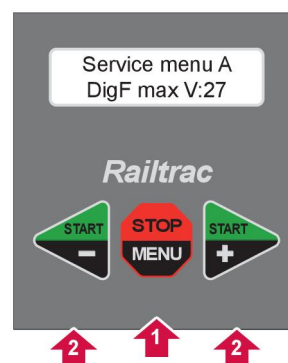 Service menu A
DigF max V:27
Railtrac
START STOP START
- MENU +
2 1 2